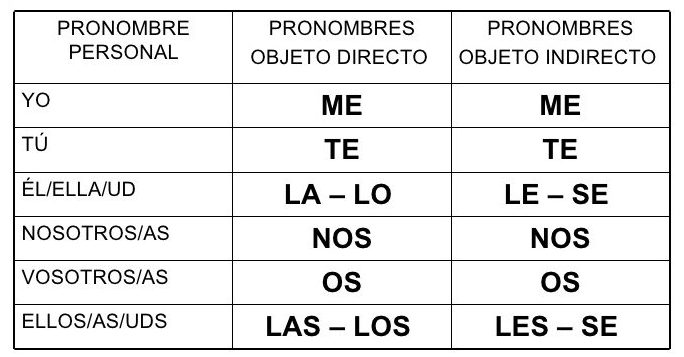 PRONOMBRE PERSONAL PRONOMBRES OBJETO DIRECTO PRONOMBRES OBJETO INDIRECTO
YO ME ME
TÚ TE TE
ÉL/ELLA/UD LA – LO LE – SE
NOSOTROS/AS NOS NOS
VOSOTROS/AS OS OS
ELLOS/AS/UDS LAS – LOS LES – SE